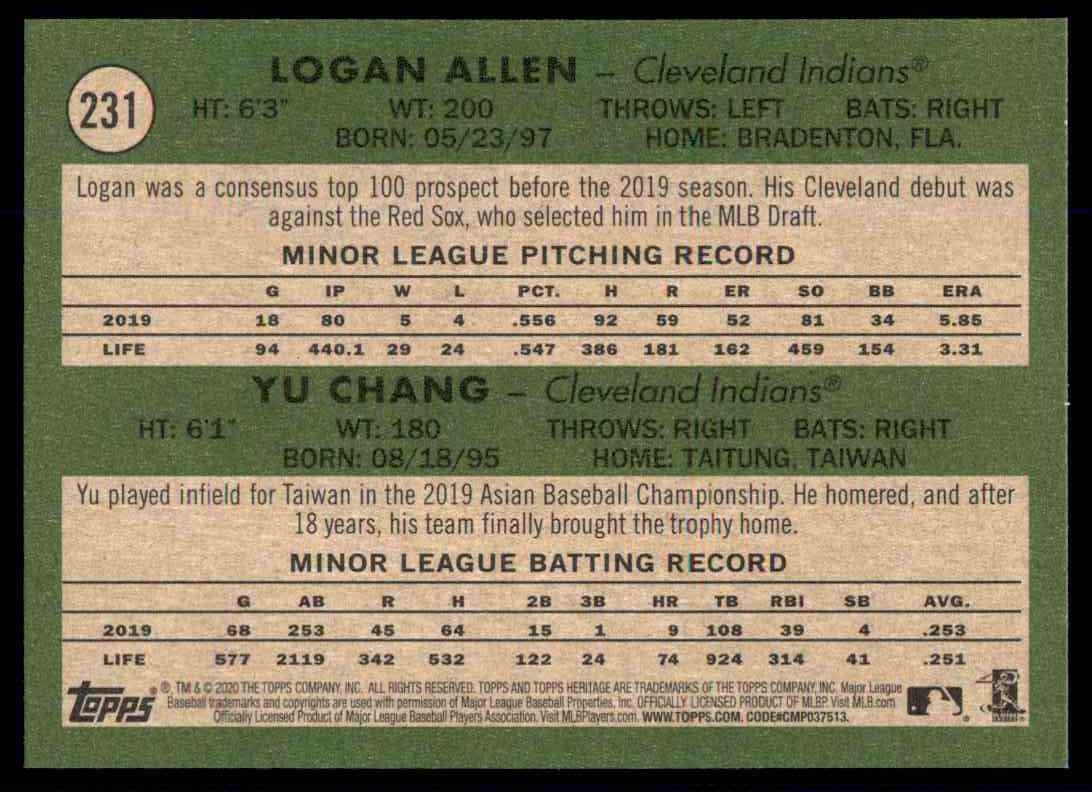 231
LOGAN ALLEN – Cleveland Indians®
HT: 6'3" WT: 200 THROWS: LEFT BATS: RIGHT
BORN: 05/23/97 HOME: BRADENTON, FLA.
Logan was a consensus top 100 prospect before the 2019 season. His Cleveland debut was
against the Red Sox, who selected him in the MLB Draft.
MINOR LEAGUE PITCHING RECORD
G IP W L PCT. H R ER SO BB ERA
2019 18 80 5 4 .556 92 59 52 81 34 5.85
LIFE 94 440.1 29 24 .547 386 181 162 459 154 3.31
YU CHANG – Cleveland Indians®
HT: 6'1" WT: 180 THROWS: RIGHT BATS: RIGHT
BORN: 08/18/95 HOME: TAITUNG, TAIWAN
Yu played infield for Taiwan in the 2019 Asian Baseball Championship. He homered, and after
18 years, his team finally brought the trophy home.
MINOR LEAGUE BATTING RECORD
G AB R H 2B 3B HR TB RBI SB AVG.
2019 68 253 45 64 15 1 9 108 39 4 .253
LIFE 577 2119 342 532 122 24 74 924 314 41 .251
topps ®, TM & © 2020 THE TOPPS COMPANY, INC. ALL RIGHTS RESERVED. TOPPS AND TOPPS HERITAGE ARE TRADEMARKS OF THE TOPPS COMPANY, INC. Major League
Baseball trademarks and copyrights are used with permission of Major League Baseball Properties, Inc. OFFICIALLY LICENSED PRODUCT OF MLBP. Visit MLB.com
Officially Licensed Product of Major League Baseball Players Association. Visit MLBPlayers.com. WWW.TOPPS.COM. CODE#CMP037513.